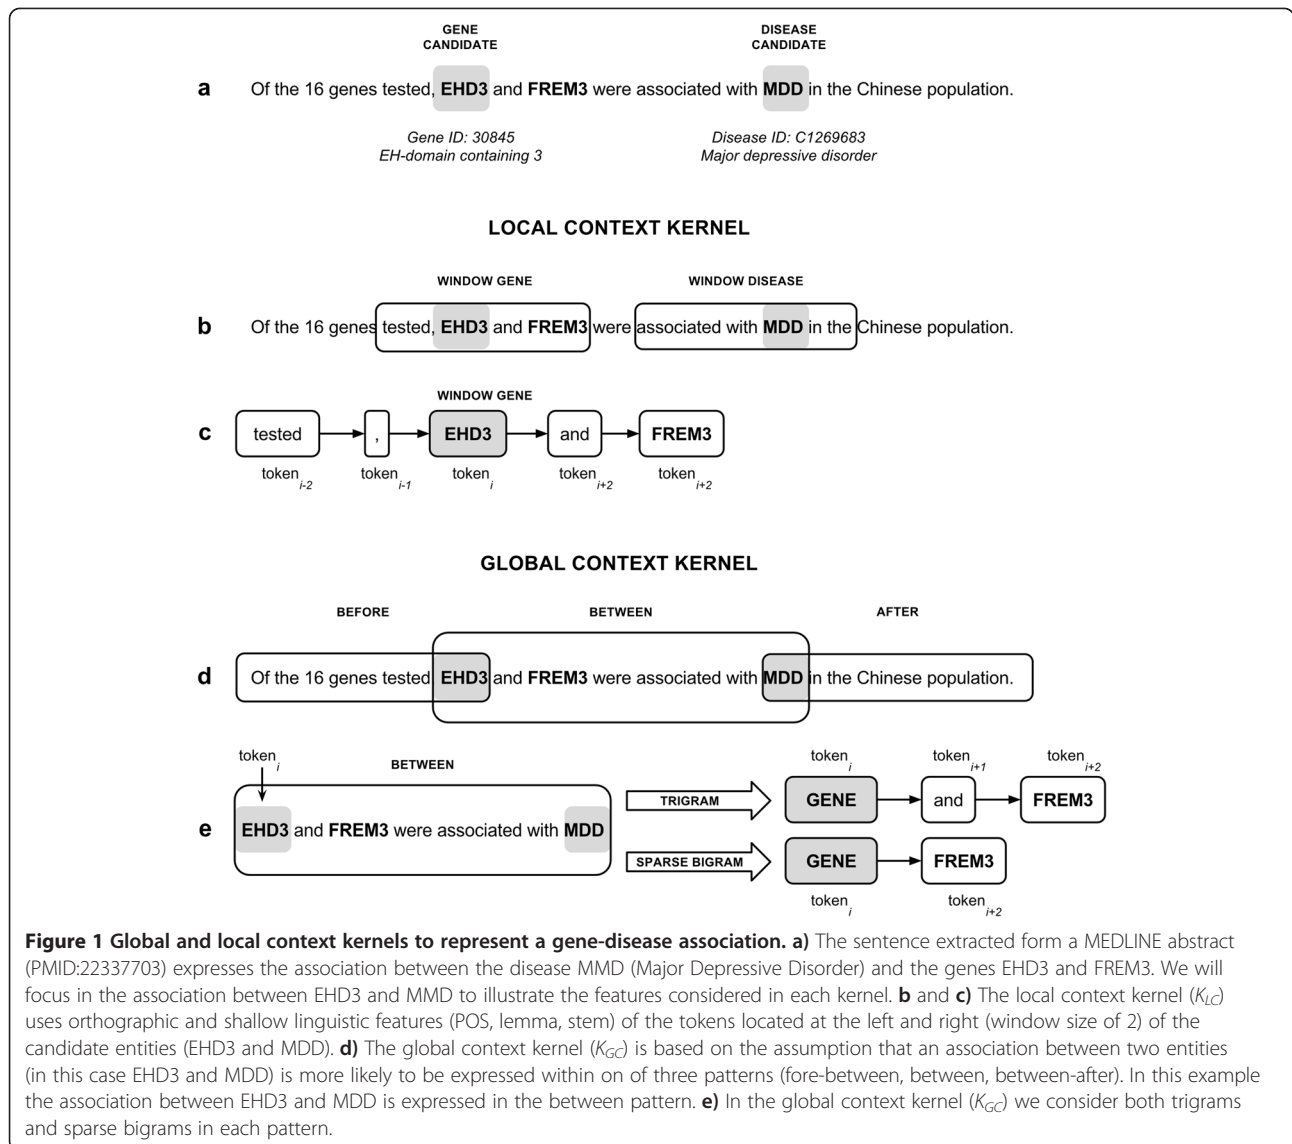 GENE
CANDIDATE
DISEASE
CANDIDATE
a Of the 16 genes tested, EHD3 and FREM3 were associated with MDD in the Chinese population.
Gene ID: 30845
EH-domain containing 3
Disease ID: C1269683
Major depressive disorder
LOCAL CONTEXT KERNEL
WINDOW GENE WINDOW DISEASE
b Of the 16 genes tested, EHD3 and FREM3 were associated with MDD in the Chinese population.
WINDOW GENE
c tested , EHD3 and FREM3
token i-2 token i-1 token i token i+2 token i+2
GLOBAL CONTEXT KERNEL
BEFORE BETWEEN AFTER
d Of the 16 genes tested EHD3 and FREM3 were associated with MDD in the Chinese population.
token i BETWEEN token i token i+1 token i+2
TRIGRAM GENE and FREM3
e EHD3 and FREM3 were associated with MDD
SPARSE BIGRAM GENE FREM3
token i token i+2
Figure 1 Global and local context kernels to represent a gene-disease association. a) The sentence extracted form a MEDLINE abstract
(PMID:22337703) expresses the association between the disease MMD (Major Depressive Disorder) and the genes EHD3 and FREM3. We will
focus in the association between EHD3 and MMD to illustrate the features considered in each kernel. b and c) The local context kernel (KLC)
uses orthographic and shallow linguistic features (POS, lemma, stem) of the tokens located at the left and right (window size of 2) of the
candidate entities (EHD3 and MDD). d) The global context kernel (KGC) is based on the assumption that an association between two entities
(in this case EHD3 and MDD) is more likely to be expressed within on of three patterns (fore-between, between, between-after). In this example
the association between EHD3 and MDD is expressed in the between pattern. e) In the global context kernel (KGC) we consider both trigrams
and sparse bigrams in each pattern.